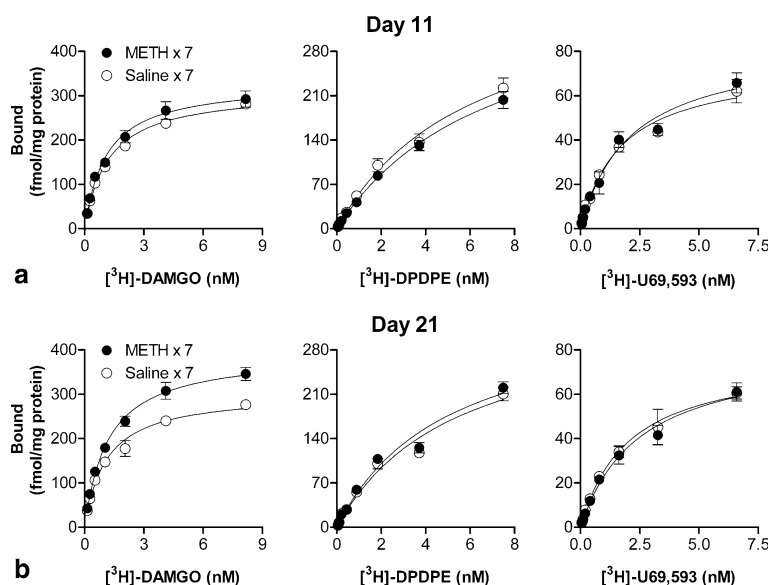 Day 11
METH x 7
Saline x 7
Bound
(fmol/mg protein)
400
300
200
100
0
0 3 6 9
[³H]-DAMGO (nM)
280
210
140
70
0
0 2 4 6 8
[³H]-DPDPE (nM)
80
60
40
20
0
0.0 2.5 5.0 7.5
[³H]-U69,593 (nM)
a
Day 21
METH x 7
Saline x 7
Bound
(fmol/mg protein)
400
300
200
100
0
0 3 6 9
[³H]-DAMGO (nM)
280
210
140
70
0
0 2 4 6 8
[³H]-DPDPE (nM)
80
60
40
20
0
0.0 2.5 5.0 7.5
[³H]-U69,593 (nM)
b